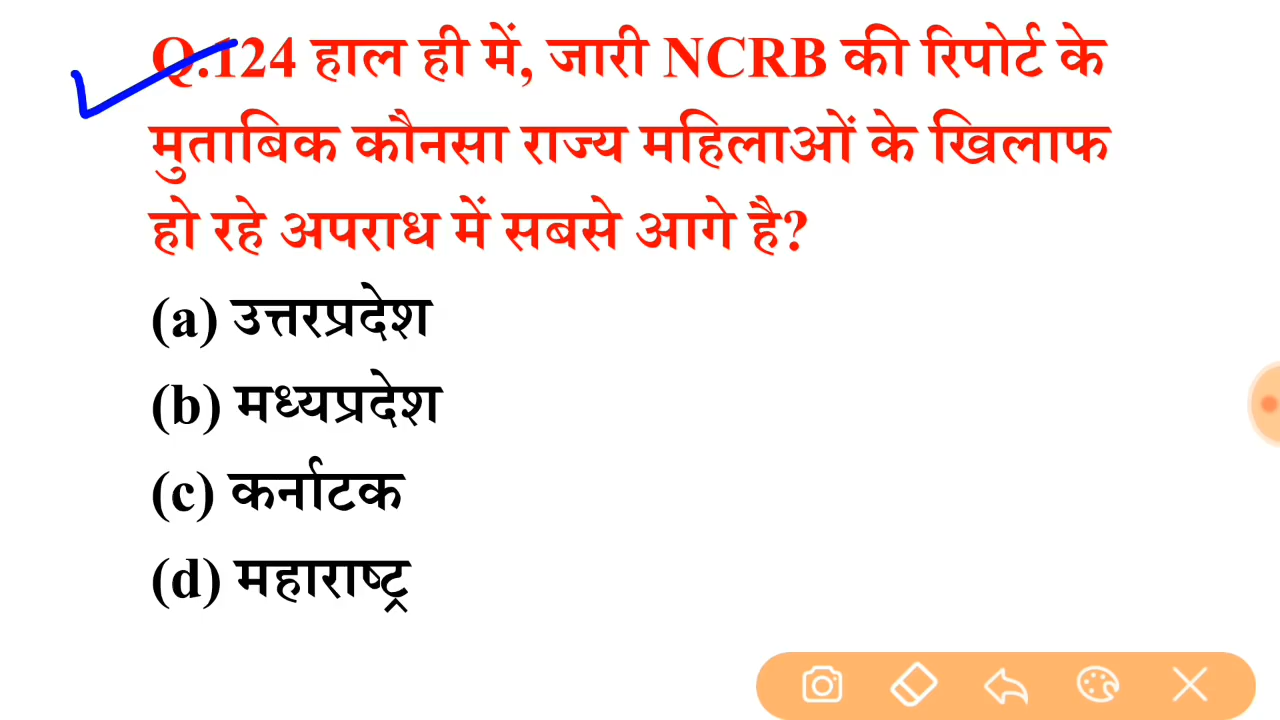 Q.124 हाल ही में, जारी NCRB की रिपोर्ट के
मुताबिक कौनसा राज्य महिलाओं के खिलाफ
हो रहे अपराध में सबसे आगे है?
(a) उत्तरप्रदेश
(b) मध्यप्रदेश
(c) कर्नाटक
(d) महाराष्ट्र